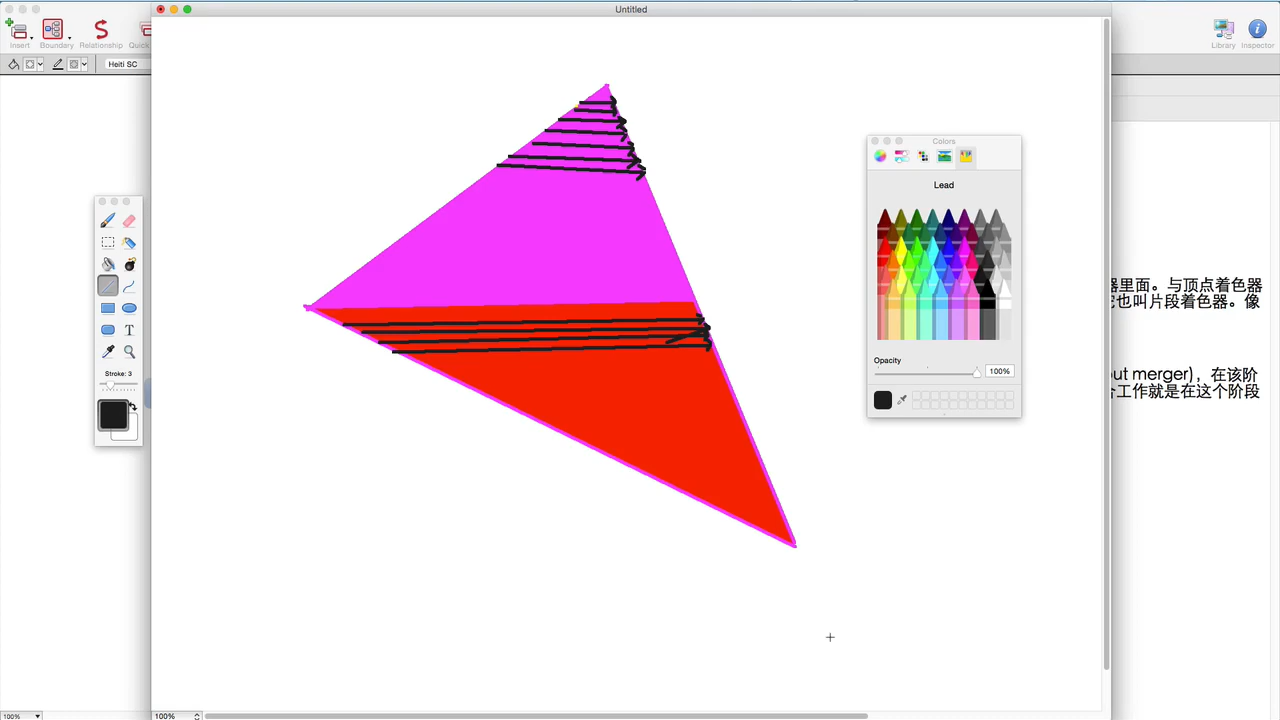 Untitled
Insert
Boundary
Relationship
Quick
Library
Inspector
Heiti SC
Colors
Lead
Opacity
100%
Stroke: 3
T
器里面。与顶点着色器
也叫片段着色器。像
out merger)，在该阶
工作就是在这个阶段
100%
100%